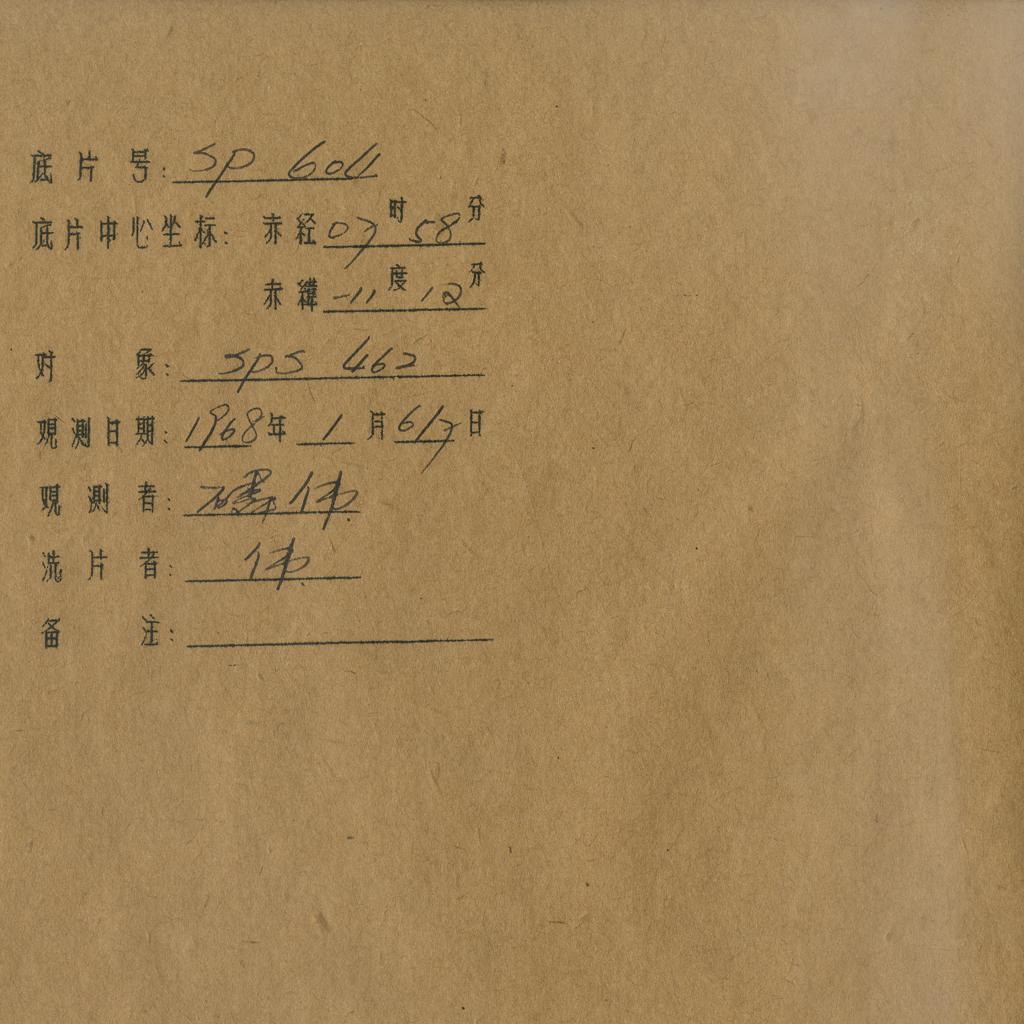 底片号: SP 604
底片中心坐标: 赤经 07时 58分
赤緯 -11度 12分
对象: SPS 462
观测日期: 1968年 1月 6/7日
观测者: 伟
洗片者: 伟
备注: